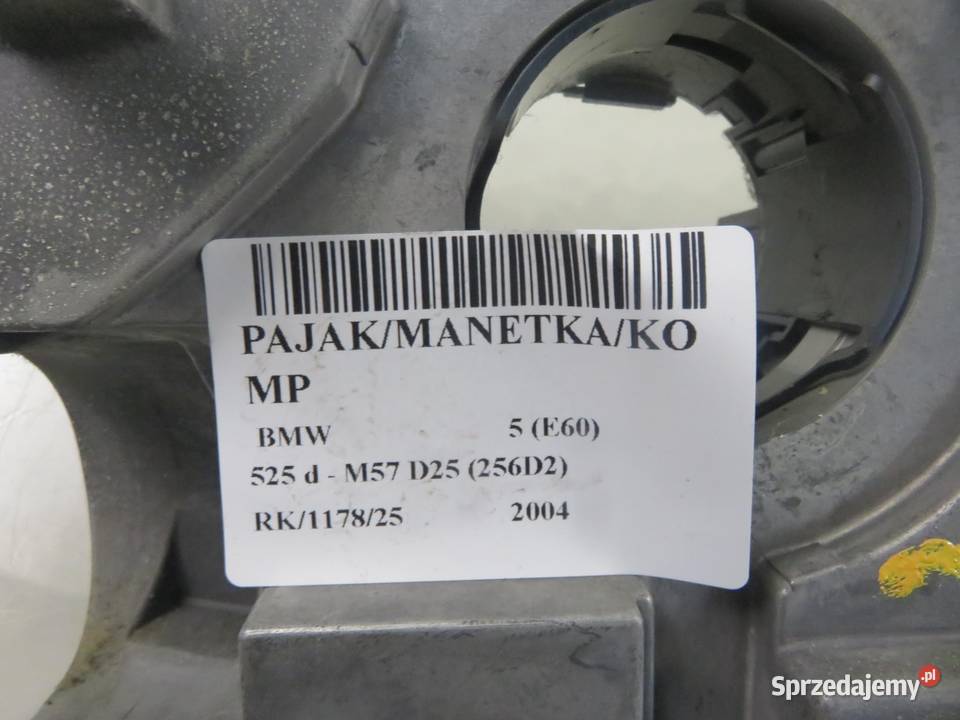 PAJAK/MANETKA/KO
MP
BMW 5 (E60)
525 d - M57 D25 (256D2)
RK/1178/25 2004
Sprzedajemy.pl